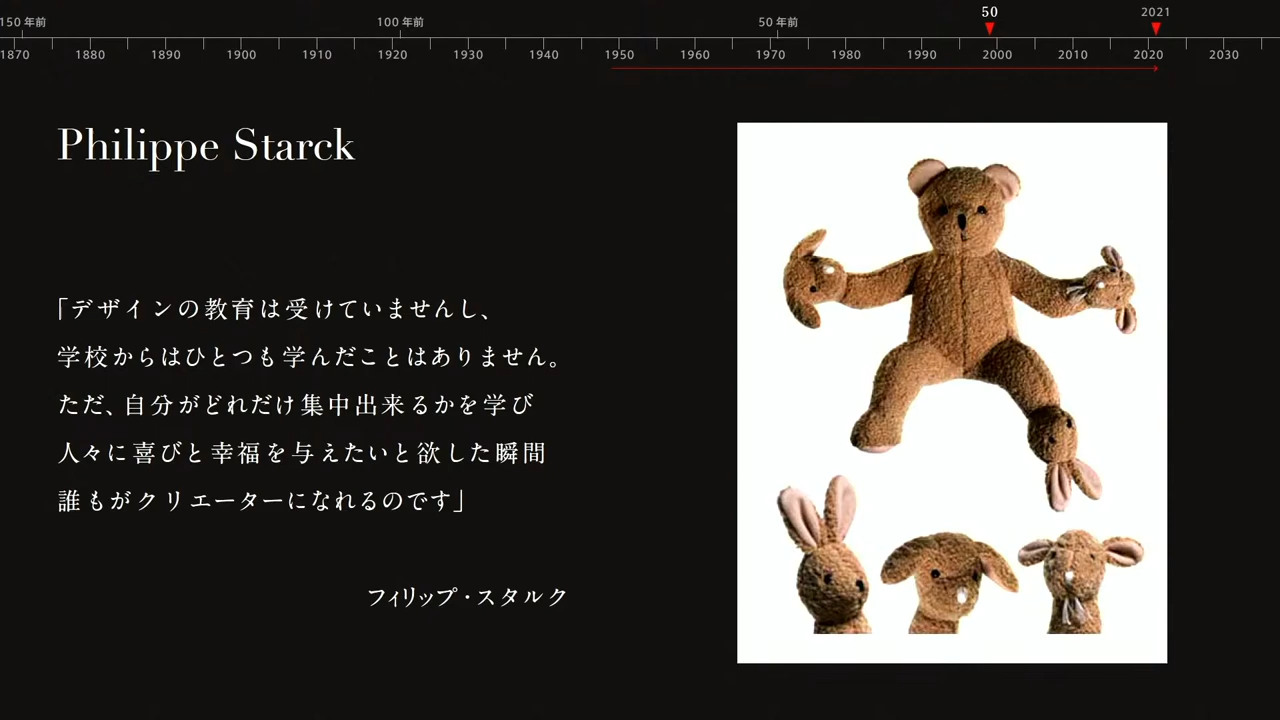 150 年前
100 年前
50 年前
50
2021
1870 1880 1890 1900 1910 1920 1930 1940 1950 1960 1970 1980 1990 2000 2010 2020 2030
Philippe Starck
「デザインの教育は受けていませんし、
学校からはひとつも学んだことはありません。
ただ、自分がどれだけ集中出来るかを学び
人々に喜びと幸福を与えたいと欲した瞬間
誰もがクリエーターになれるのです」
フィリップ・スタルク